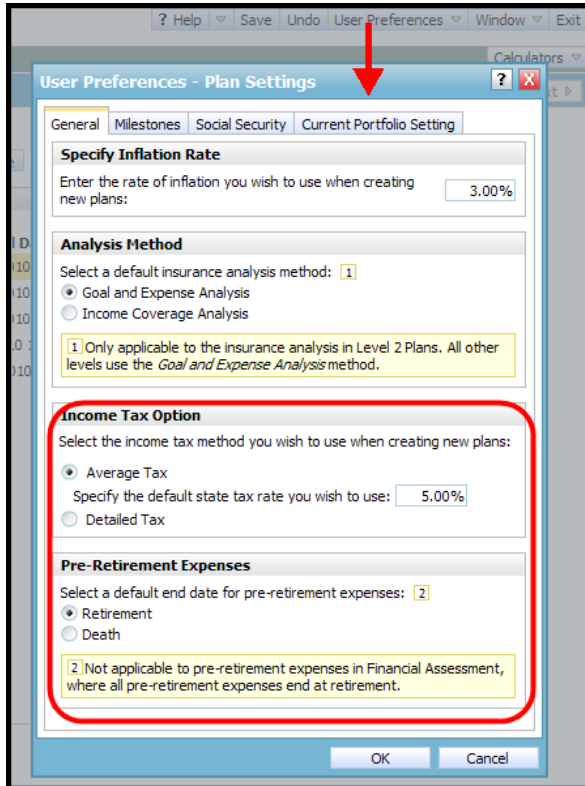 ? Help Save Undo User Preferences Window Exit
Calculators
User Preferences - Plan Settings ? X
General Milestones Social Security Current Portfolio Setting
Specify Inflation Rate
Enter the rate of inflation you wish to use when creating
new plans: 3.00%
Analysis Method
Select a default insurance analysis method: 1
Goal and Expense Analysis
Income Coverage Analysis
1 Only applicable to the insurance analysis in Level 2 Plans. All other
levels use the Goal and Expense Analysis method.
Income Tax Option
Select the income tax method you wish to use when creating new plans:
Average Tax
Specify the default state tax rate you wish to use: 5.00%
Detailed Tax
Pre-Retirement Expenses
Select a default end date for pre-retirement expenses: 2
Retirement
Death
2 Not applicable to pre-retirement expenses in Financial Assessment,
where all pre-retirement expenses end at retirement.
OK Cancel